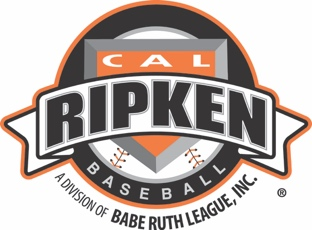 CAL
RIPKEN
BASEBALL
A DIVISION OF BABE RUTH LEAGUE, INC.
®